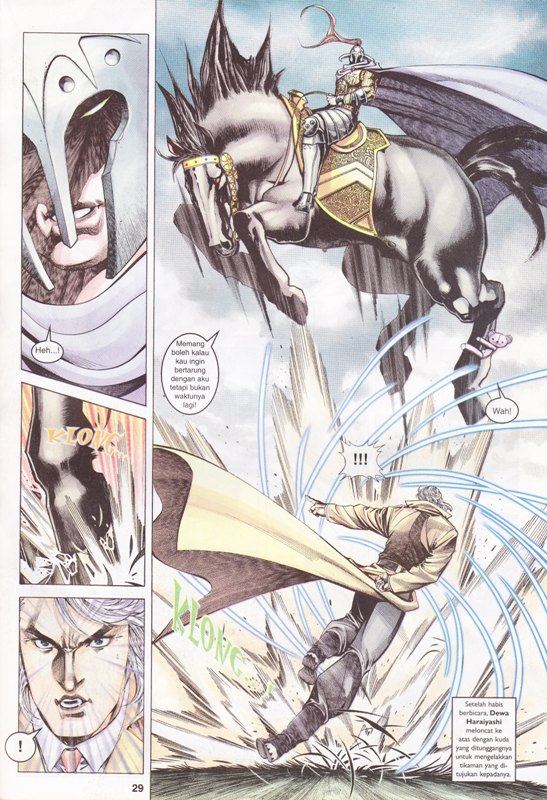 Heh...!
KLONG...
!
Memang
boleh kalau
kau ingin
bertarung
dengan aku
tetapi bukan
waktunya
lagi!
Wah!
!!!
KLONG...
Setelah habis
berbicara, Dewa
Haraiyashi
meloncat ke
atas dengan kuda
yang ditunggangnya
untuk mengelakkan
tikaman yang di-
tujukan kepadanya.
29